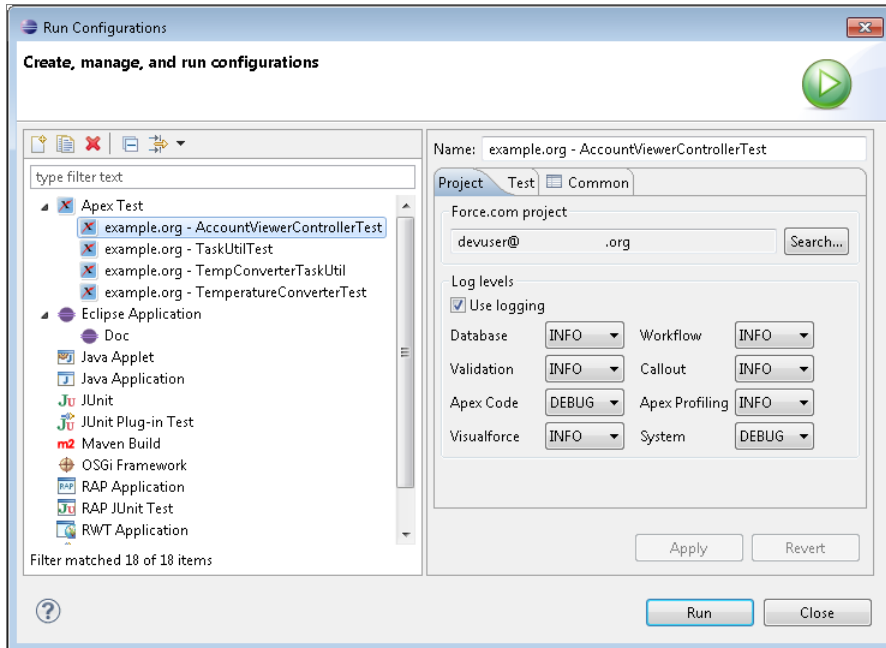 Run Configurations
Create, manage, and run configurations
type filter text
Apex Test
example.org - AccountViewerControllerTest
example.org - TaskUtilTest
example.org - TempConverterTaskUtil
example.org - TemperatureConverterTest
Eclipse Application
Doc
Java Applet
Java Application
Ju JUnit
JUnit Plug-in Test
m2 Maven Build
OSGi Framework
RAP RAP Application
Ju RAP JUnit Test
RWT Application
Filter matched 18 of 18 items
Name: example.org - AccountViewerControllerTest
Project Test Common
Force.com project
devuser@ .org Search...
Log levels
Use logging
Database INFO Workflow INFO
Validation INFO Callout INFO
Apex Code DEBUG Apex Profiling INFO
Visualforce INFO System DEBUG
Apply Revert
? Run Close